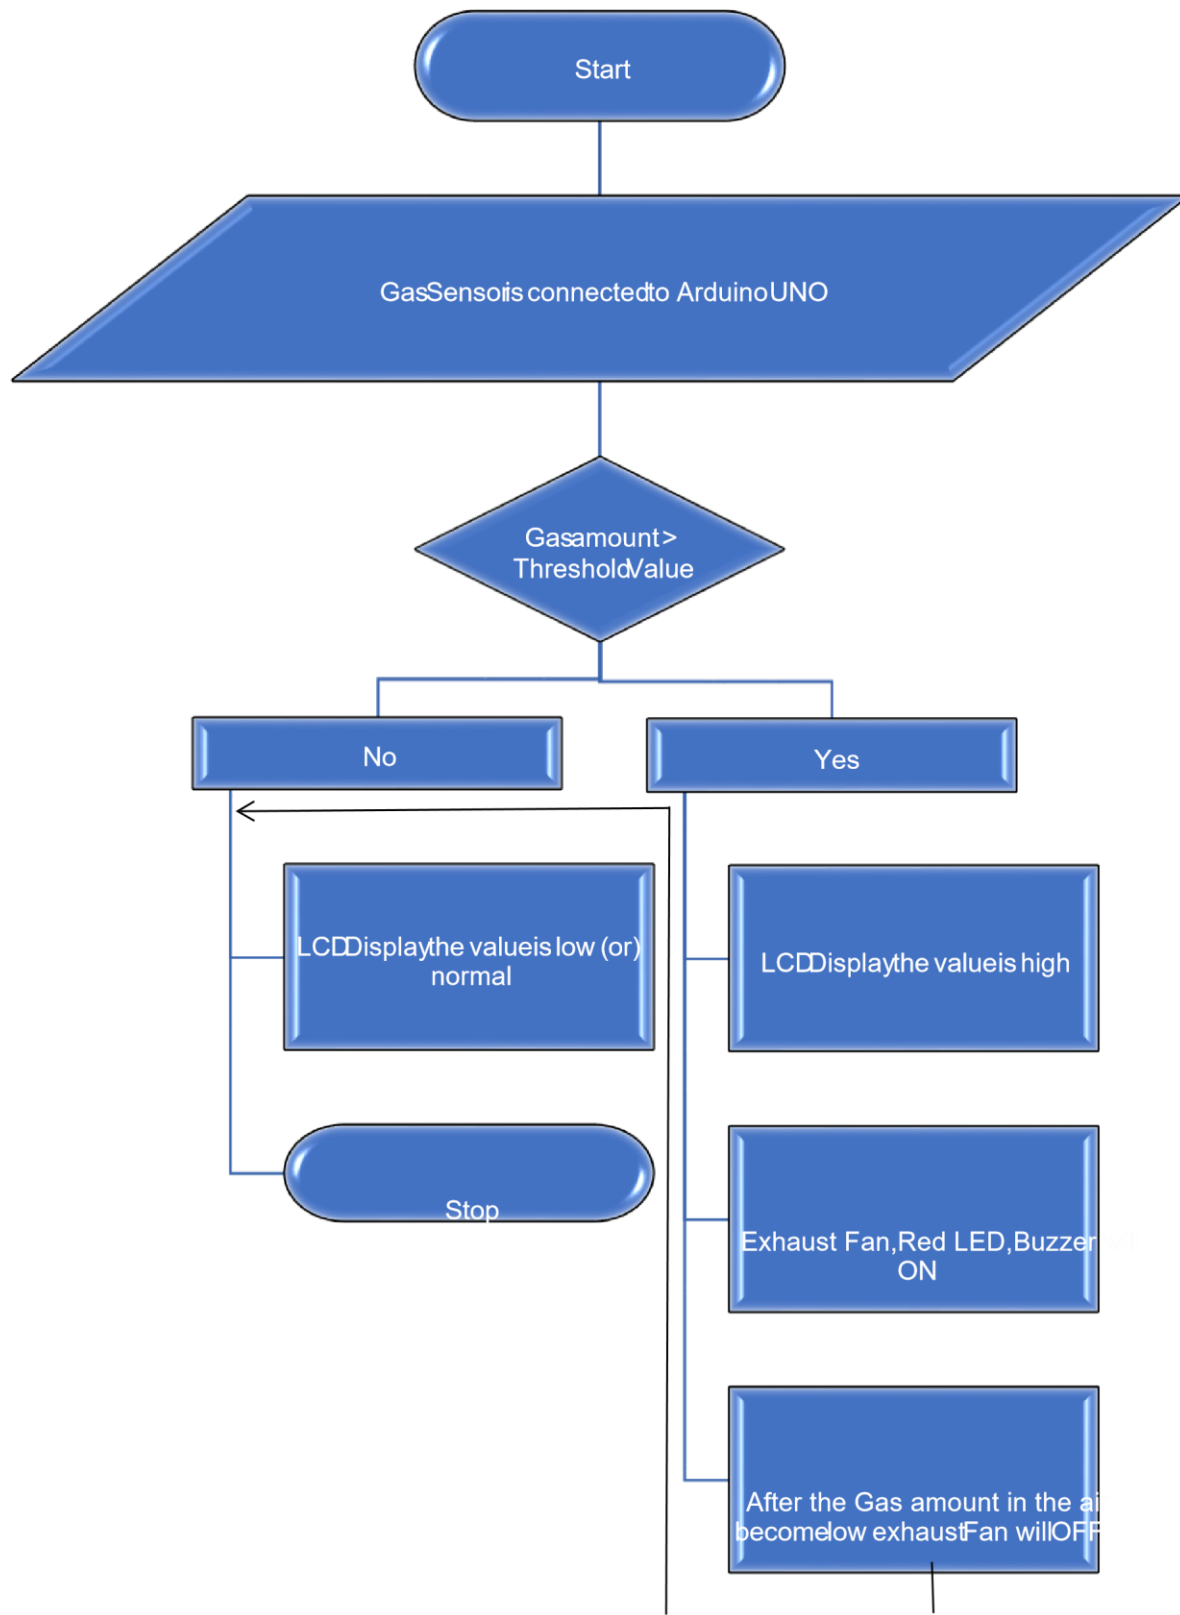 Start
GasSensoris connectedto ArduinoUNO
Gasamount >
ThresholdValue
No
Yes
LCDDisplaythe valueis low (or)
normal
LCDDisplaythe valueis high
Stop
Exhaust Fan,Red LED,Buzzer
ON
After the Gas amount in the air
becomelow exhaustFan willOFF